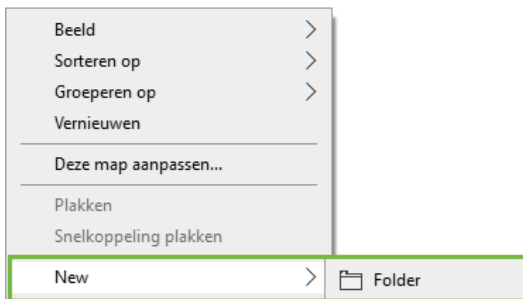 Beeld
Sorteren op
Groeperen op
Vernieuwen
Deze map aanpassen...
Plakken
Snelkoppeling plakken
New
Folder